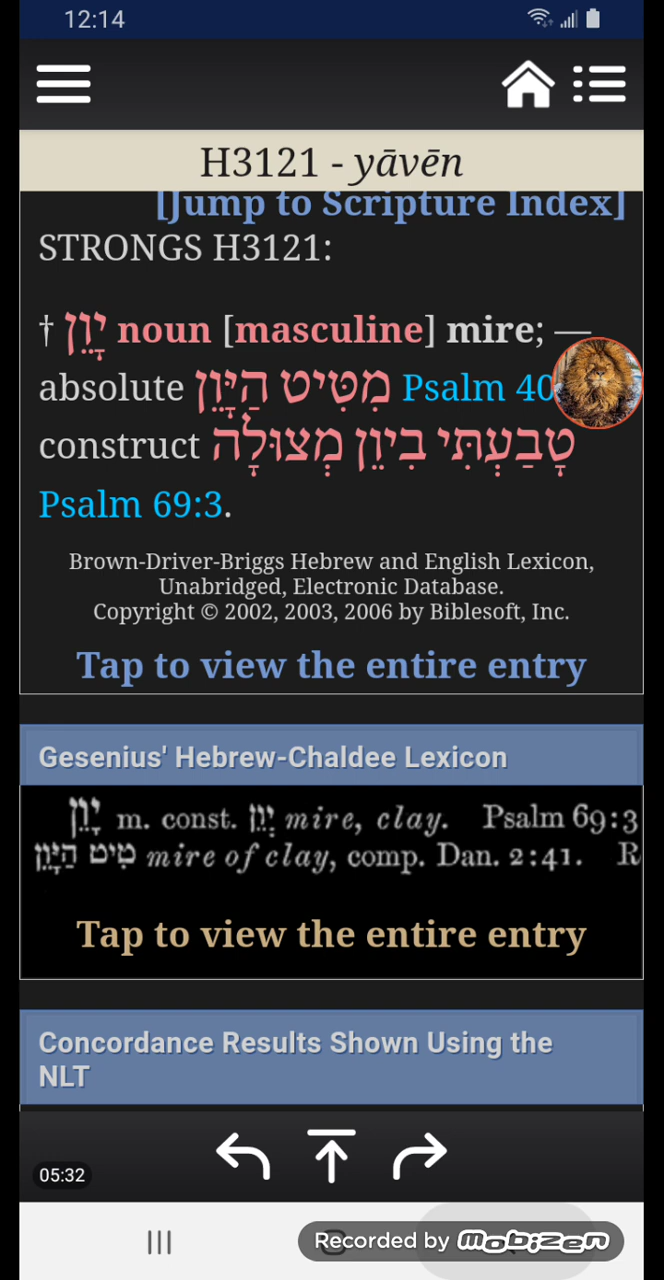 12:14
H3121 - yāvēn
[Jump to Scripture Index]
STRONGS H3121:
† יָוֵן noun [masculine] mire; —
absolute מִטִּיט הַיָּוֵן Psalm 40
construct טָבַעְתִּי בִּיוֵן מְצוּלָה
Psalm 69:3.
Brown-Driver-Briggs Hebrew and English Lexicon,
Unabridged, Electronic Database.
Copyright © 2002, 2003, 2006 by Biblesoft, Inc.
Tap to view the entire entry
Gesenius' Hebrew-Chaldee Lexicon
יָוֵן m. const. יְוֵן mire, clay. Psalm 69:3
טִיט הַיָּוֵן mire of clay, comp. Dan. 2:41. R
Tap to view the entire entry
Concordance Results Shown Using the
NLT
05:32
Recorded by Mobizen